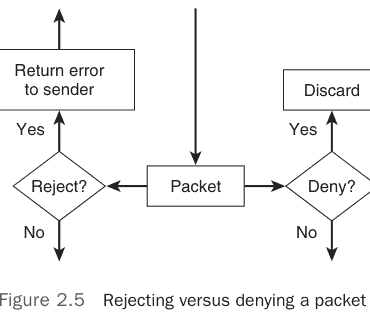 Return error
to sender
Discard
Yes
Yes
Reject?
Packet
Deny?
No
No
Figure 2.5 Rejecting versus denying a packet